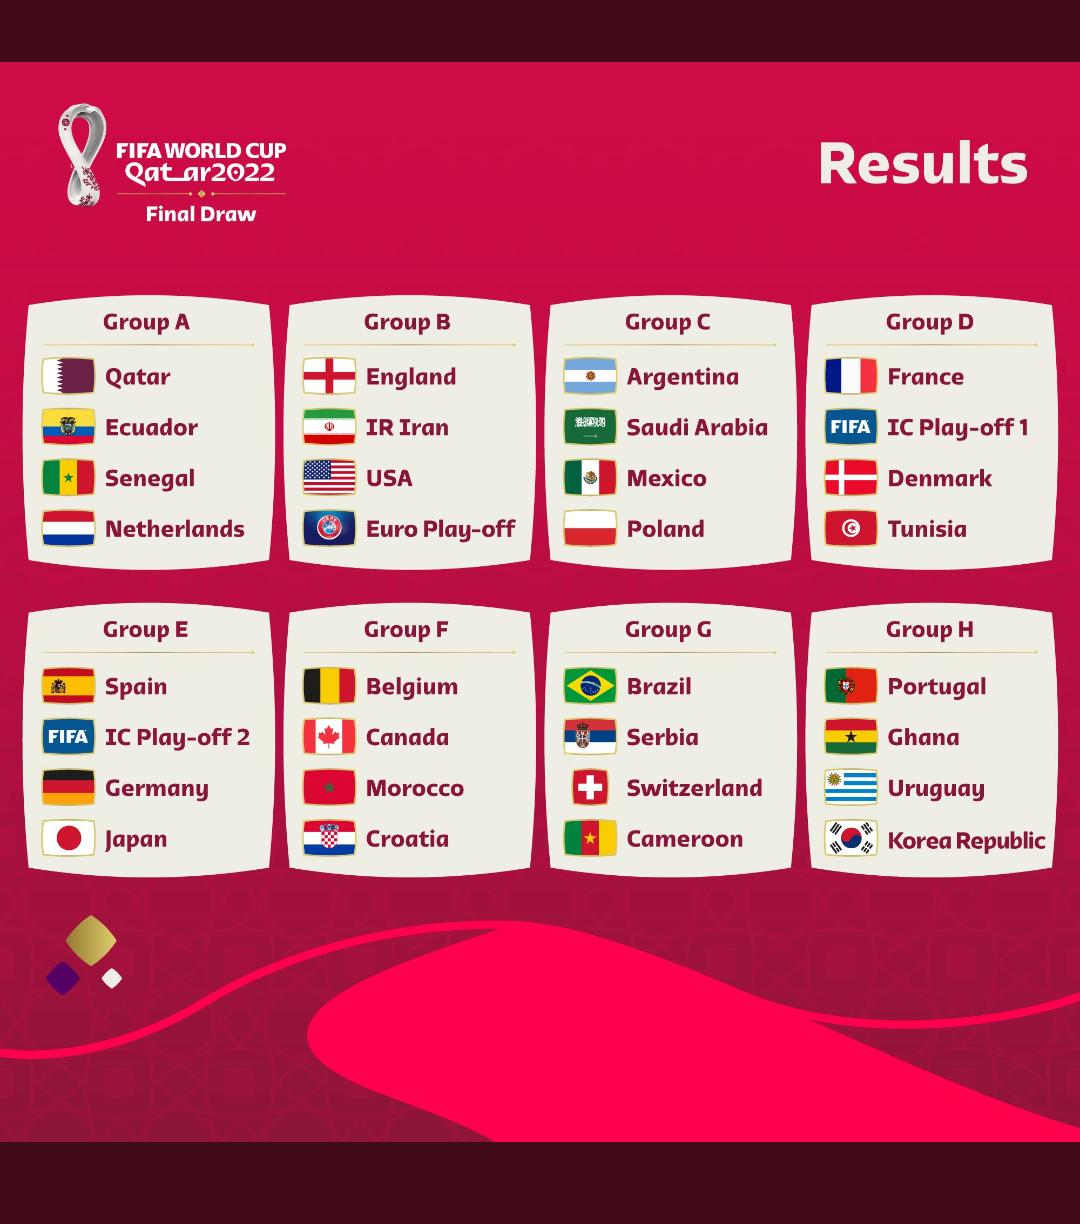 FIFA WORLD CUP
Qatar2022
Final Draw
Results
Group A
Qatar
Ecuador
Senegal
Netherlands
Group B
England
IR Iran
USA
Euro Play-off
Group C
Argentina
Saudi Arabia
Mexico
Poland
Group D
France
FIFA IC Play-off 1
Denmark
Tunisia
Group E
Spain
FIFA IC Play-off 2
Germany
Japan
Group F
Belgium
Canada
Morocco
Croatia
Group G
Brazil
Serbia
Switzerland
Cameroon
Group H
Portugal
Ghana
Uruguay
Korea Republic